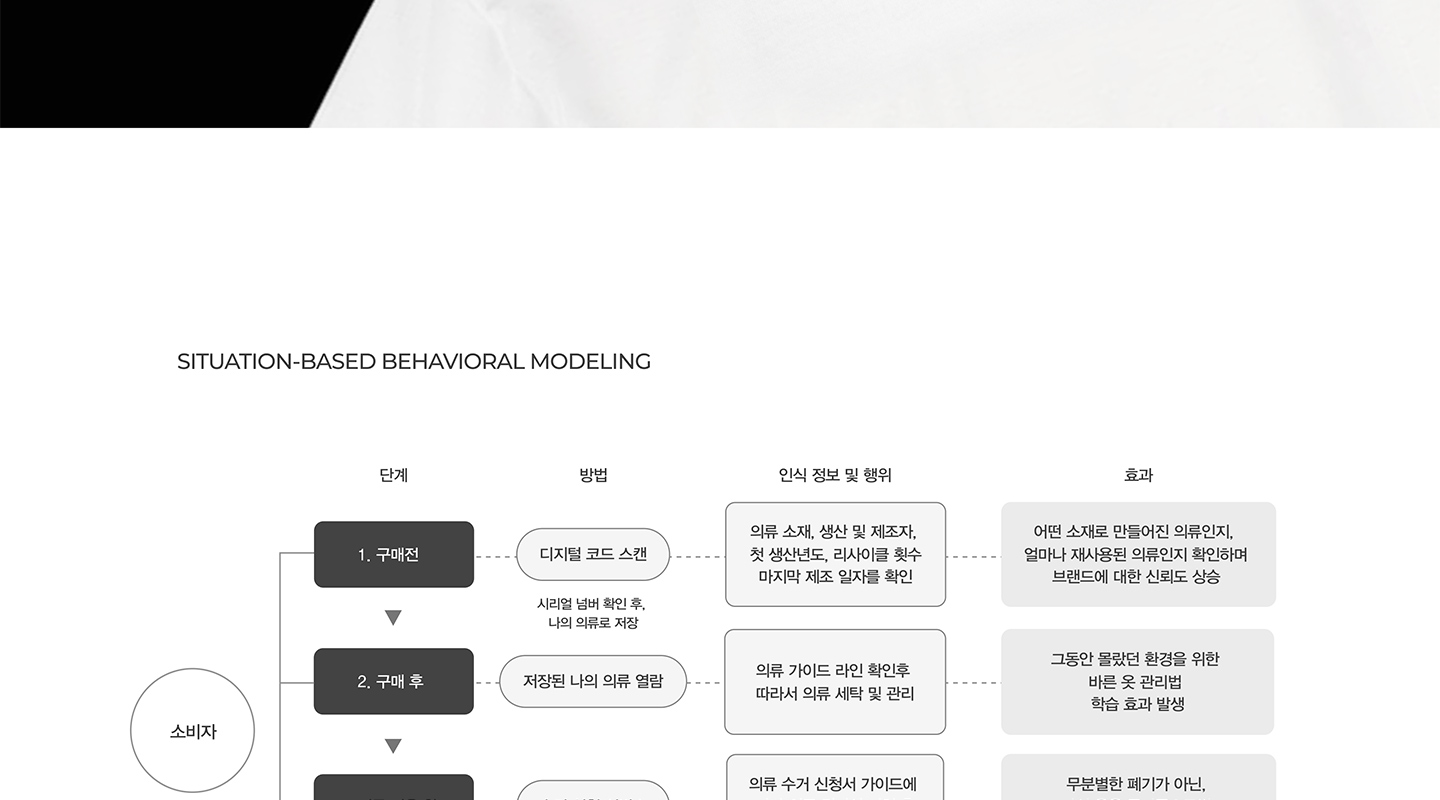 SITUATION-BASED BEHAVIORAL MODELING
단계
방법
인식 정보 및 행위
효과
1. 구매전
디지털 코드 스캔
의류 소재, 생산 및 제조자,
첫 생산년도, 리사이클 횟수
마지막 제조 일자를 확인
어떤 소재로 만들어진 의류인지,
얼마나 재사용된 의류인지 확인하며
브랜드에 대한 신뢰도 상승
시리얼 넘버 확인 후,
나의 의류로 저장
2. 구매 후
저장된 나의 의류 열람
의류 가이드 라인 확인후
따라서 의류 세탁 및 관리
그동안 몰랐던 환경을 위한
바른 옷 관리법
학습 효과 발생
소비자
의류 수거 신청서 가이드에
무분별한 폐기가 아닌,